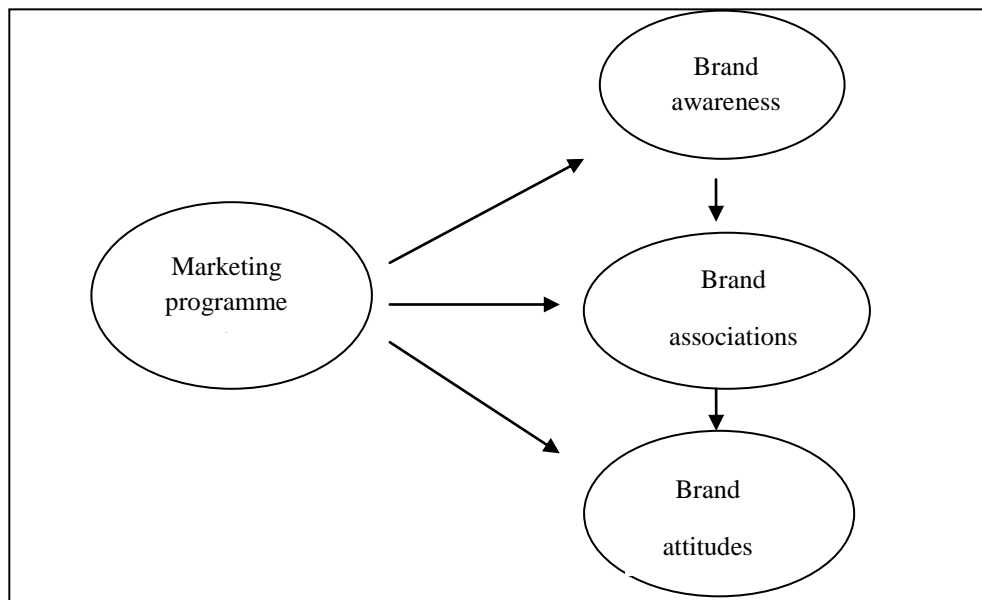 Brand
awareness
Marketing
programme
Brand
associations
Brand
attitudes